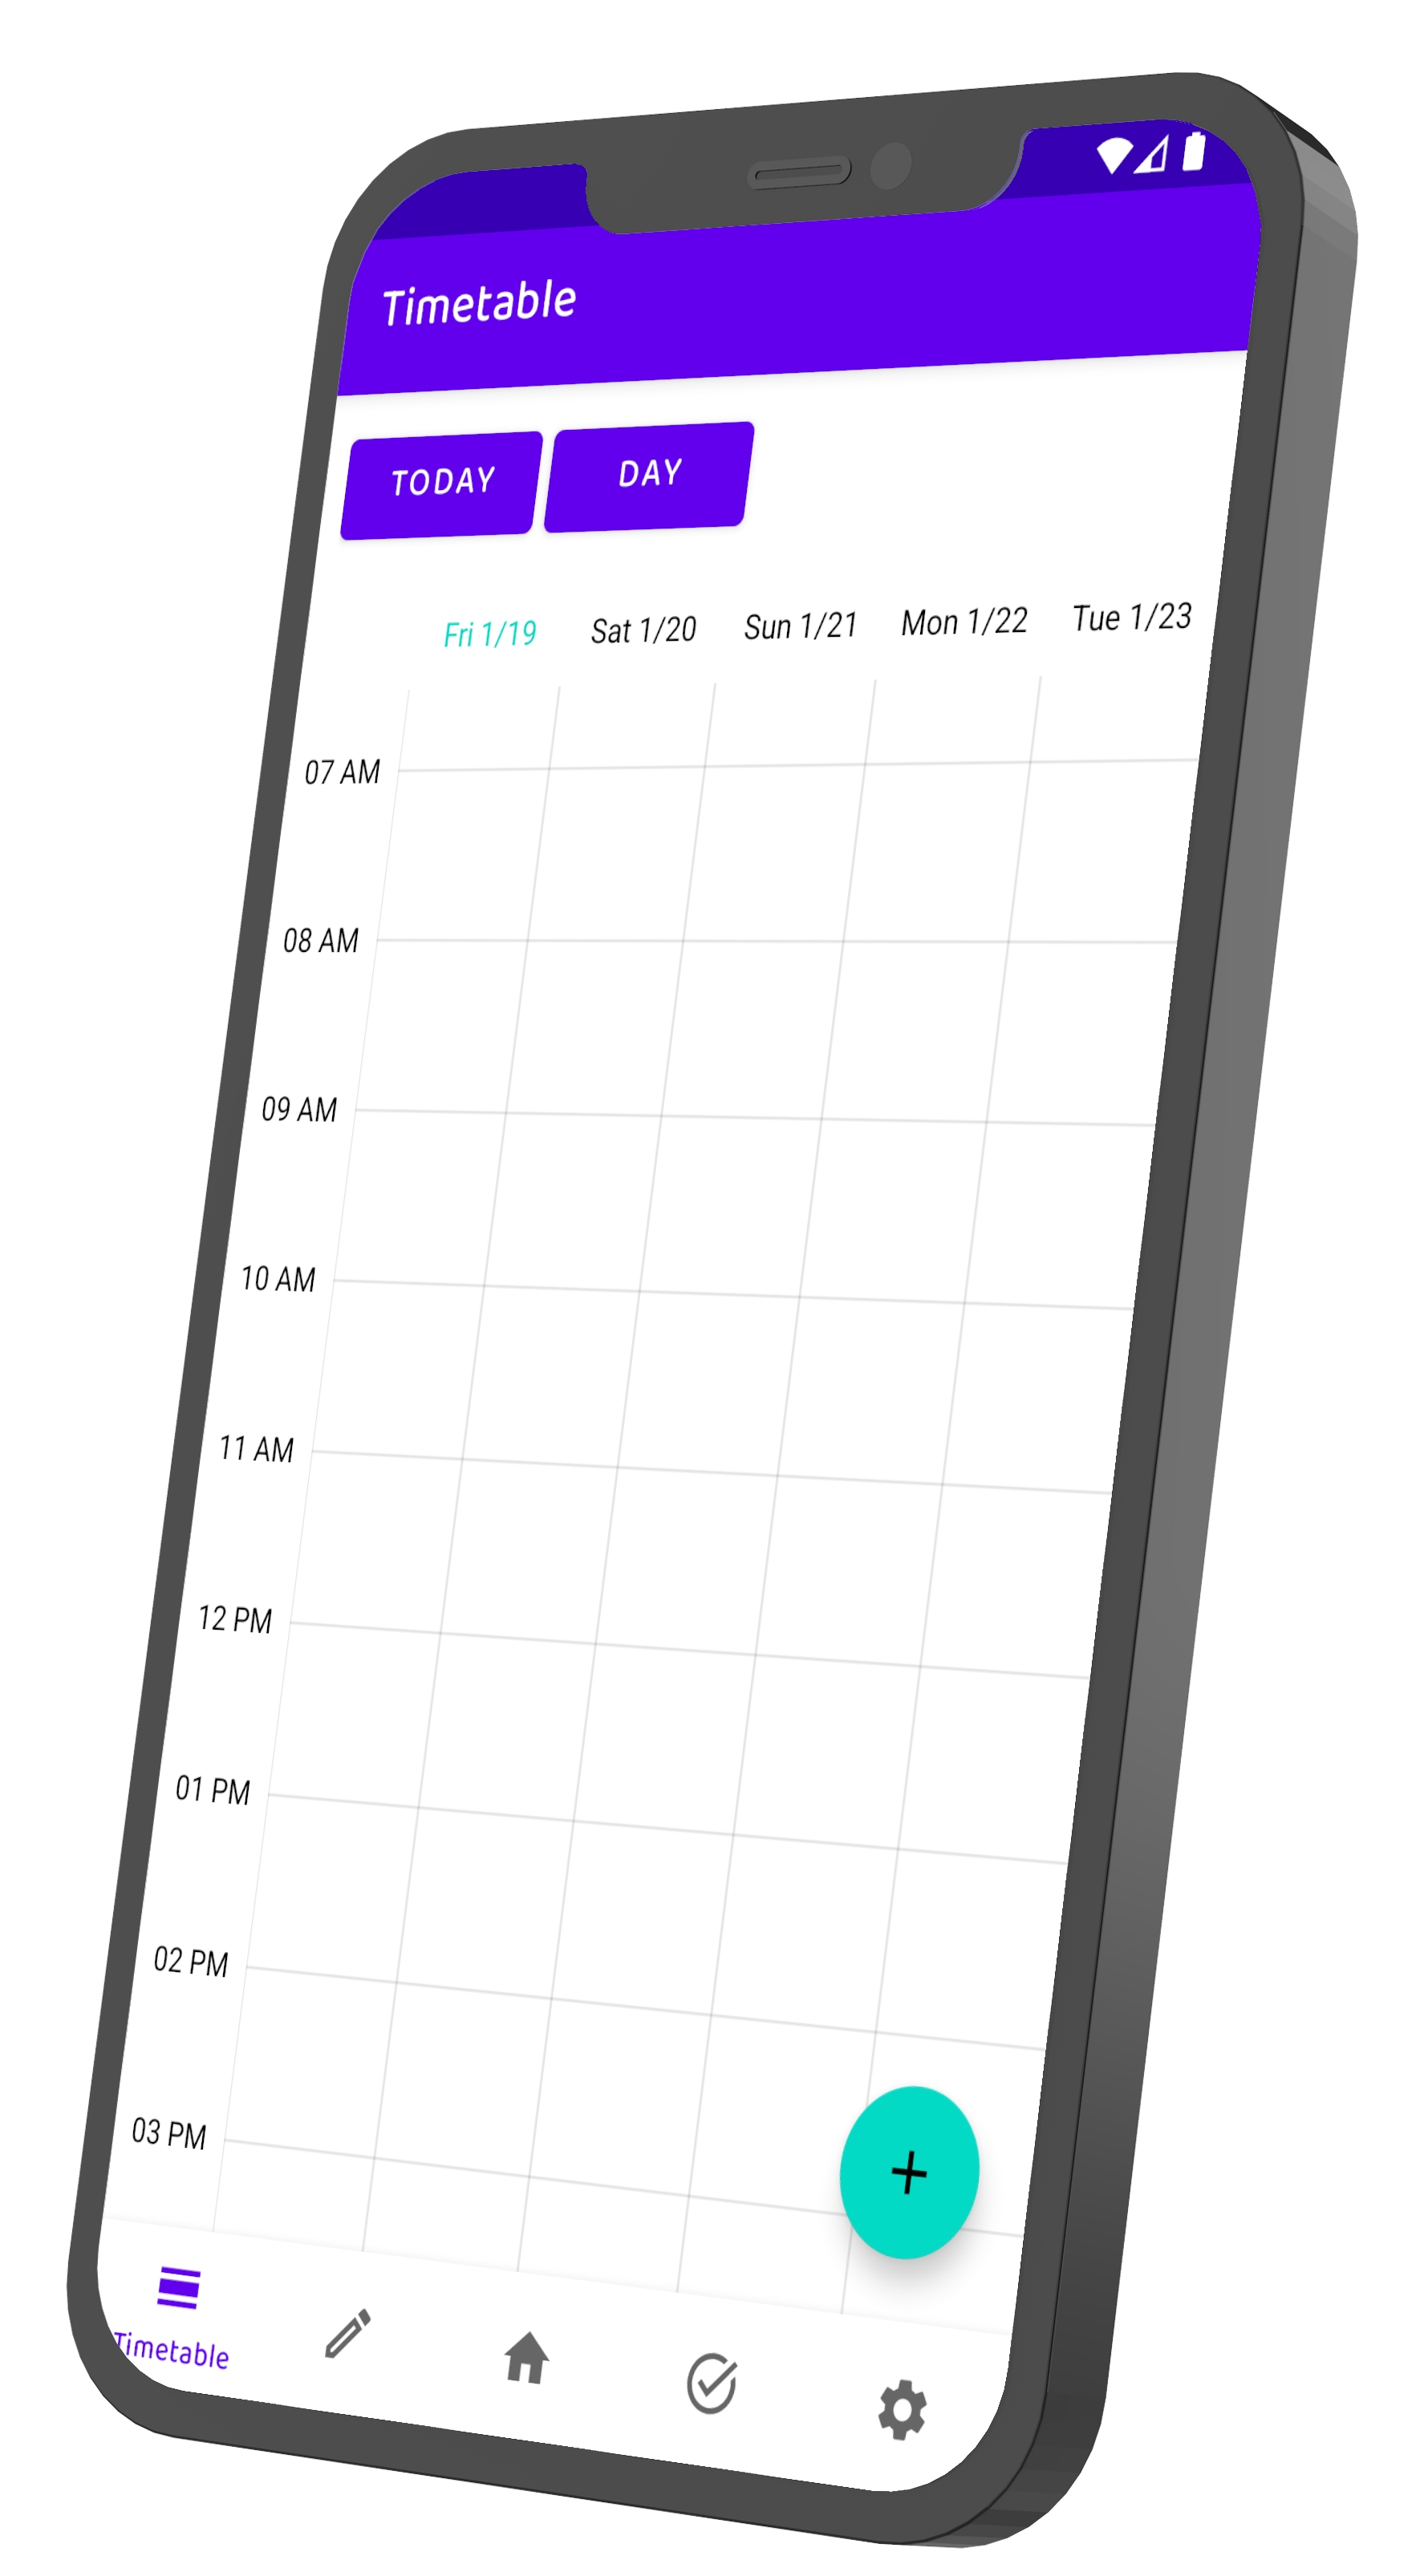 Timetable
TODAY DAY
Fri 1/19 Sat 1/20 Sun 1/21 Mon 1/22 Tue 1/23
07 AM
08 AM
09 AM
10 AM
11 AM
12 PM
01 PM
02 PM
03 PM
+
Timetable